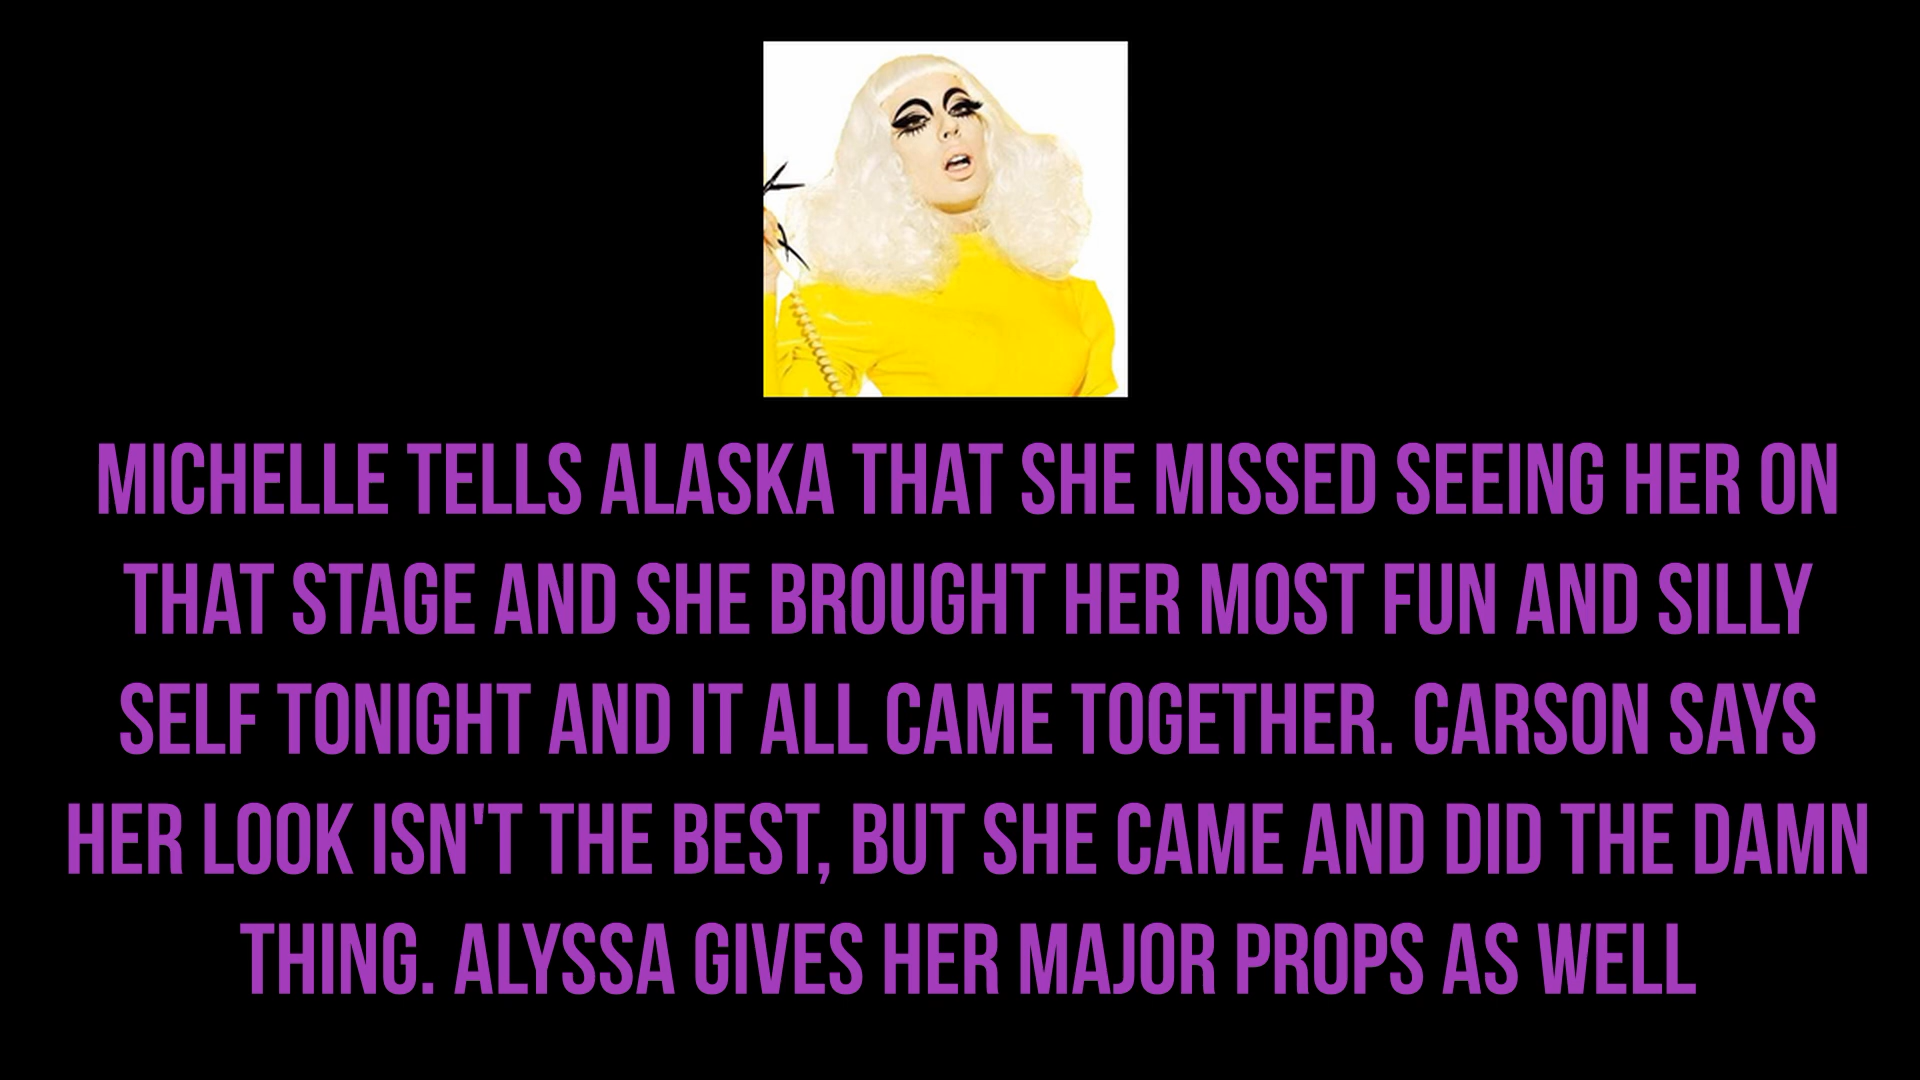 MICHELLE TELLS ALASKA THAT SHE MISSED SEEING HER ON
THAT STAGE AND SHE BROUGHT HER MOST FUN AND SILLY
SELF TONIGHT AND IT ALL CAME TOGETHER. CARSON SAYS
HER LOOK ISN'T THE BEST, BUT SHE CAME AND DID THE DAMN
THING. ALYSSA GIVES HER MAJOR PROPS AS WELL